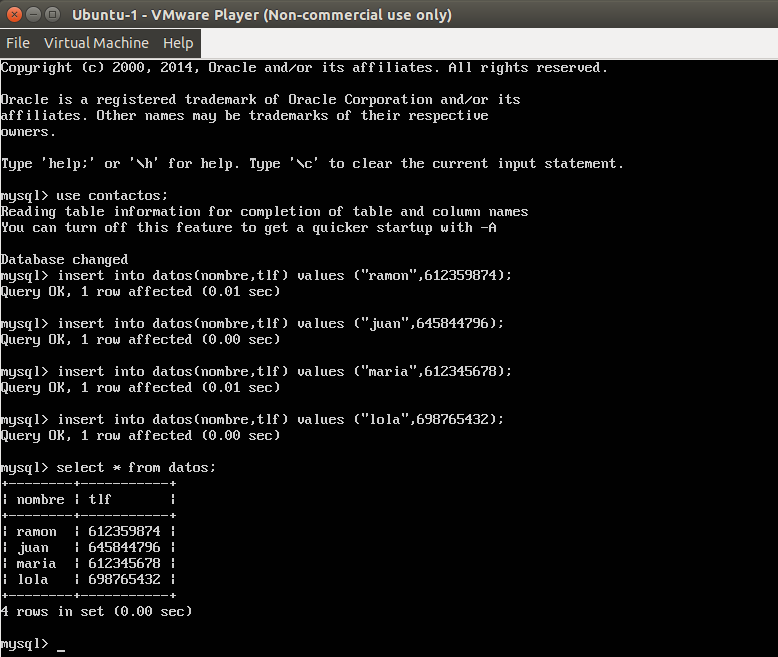 Ubuntu-1 - VMware Player (Non-commercial use only)
File Virtual Machine Help
Copyright (c) 2000, 2014, Oracle and/or its affiliates. All rights reserved.
Oracle is a registered trademark of Oracle Corporation and/or its
affiliates. Other names may be trademarks of their respective
owners.
Type 'help;' or '\h' for help. Type '\c' to clear the current input statement.
mysql> use contactos;
Reading table information for completion of table and column names
You can turn off this feature to get a quicker startup with -A
Database changed
mysql> insert into datos(nombre,tlf) values ("ramon",612359874);
Query OK, 1 row affected (0.01 sec)
mysql> insert into datos(nombre,tlf) values ("juan",645844796);
Query OK, 1 row affected (0.00 sec)
mysql> insert into datos(nombre,tlf) values ("maria",612345678);
Query OK, 1 row affected (0.01 sec)
mysql> insert into datos(nombre,tlf) values ("lola",698765432);
Query OK, 1 row affected (0.00 sec)
mysql> select * from datos;
+--------+-----------+
| nombre | tlf       |
+--------+-----------+
| ramon  | 612359874 |
| juan   | 645844796 |
| maria  | 612345678 |
| lola   | 698765432 |
+--------+-----------+
4 rows in set (0.00 sec)
mysql> _